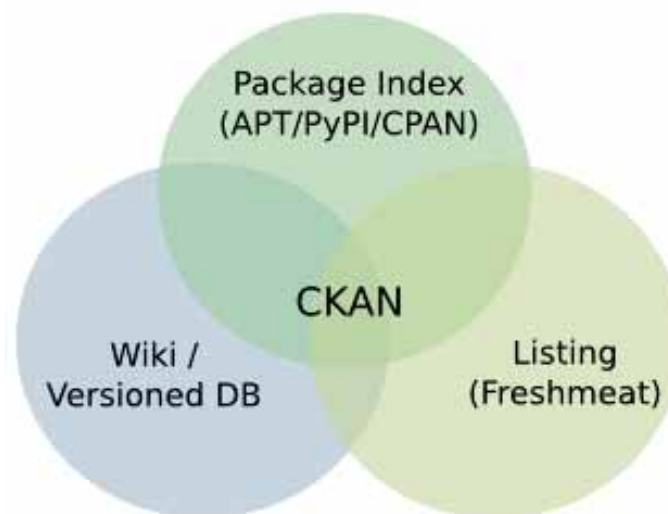 Package Index
(APT/PyPI/CPAN)
CKAN
Wiki /
Versioned DB
Listing
(Freshmeat)